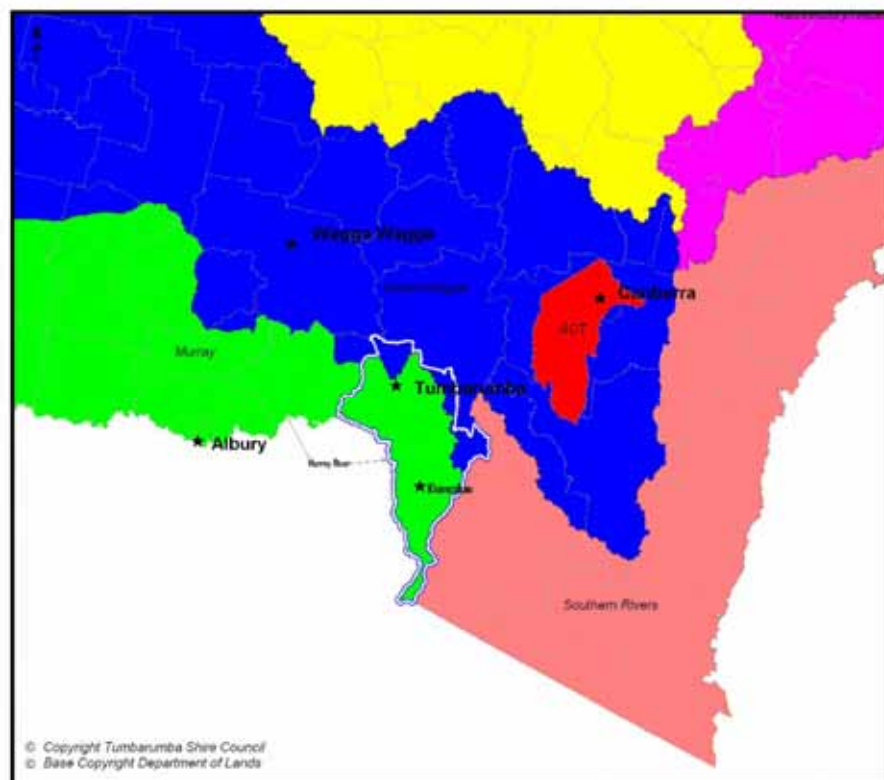 Wagga Wagga
Canberra
ACT
Murray
Tumbarumba
Albury
Murray River
Khancoban
Southern Rivers
© Copyright Tumbarumba Shire Council
© Base Copyright Department of Lands